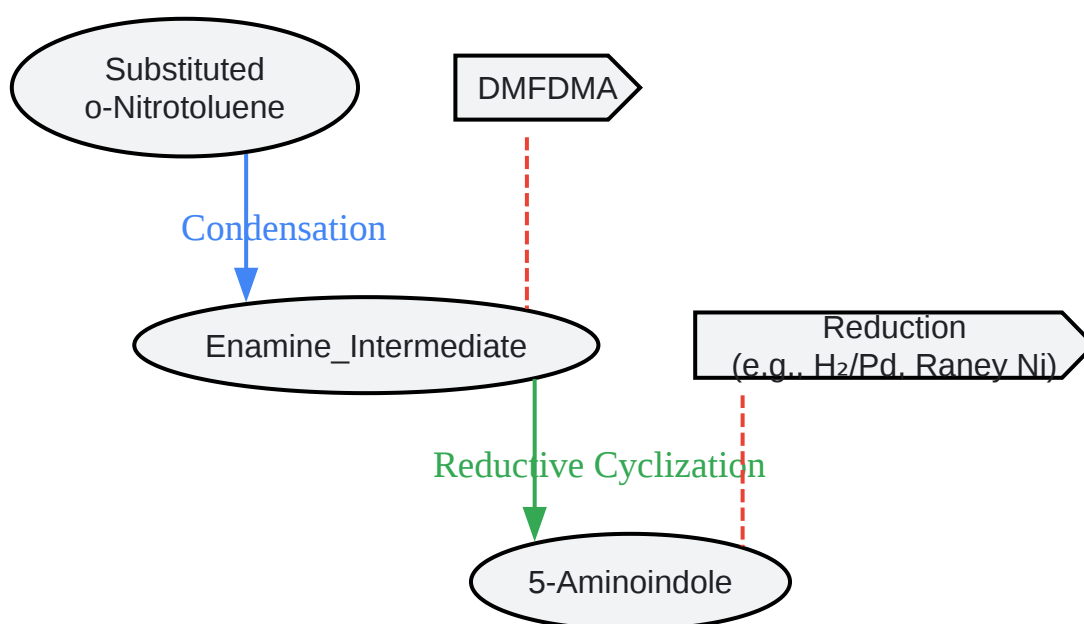 Substituted
o-Nitrotoluene
DMFDMA
Condensation
Enamine_Intermediate
Reduction
(e.g., H₂/Pd, Raney Ni)
Reductive Cyclization
5-Aminoindole